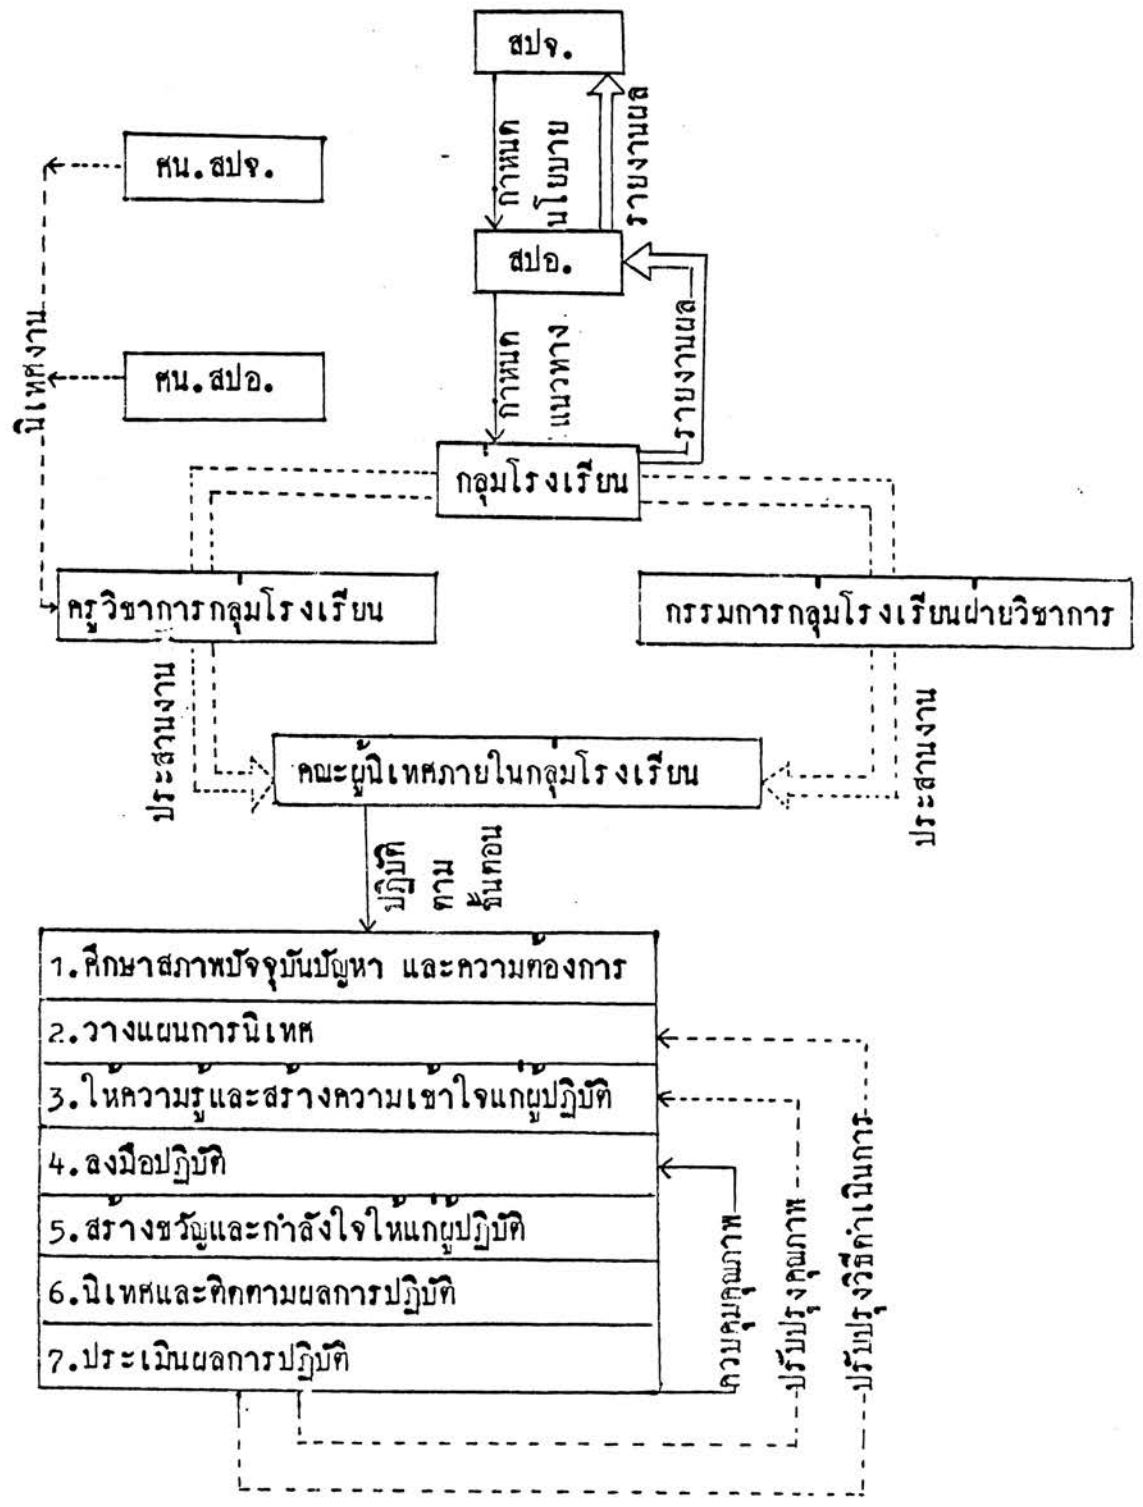 สปจ.
กำหนด
นโยบาย
รายงานผล
ศน.สปจ.
สปอ.
นิเทศงาน
ศน.สปอ.
กำหนด
แนวทาง
รายงานผล
กลุ่มโรงเรียน
ครูวิชาการกลุ่มโรงเรียน
กรรมการกลุ่มโรงเรียนฝ่ายวิชาการ
ประสานงาน
ประสานงาน
คณะผู้นิเทศภายในกลุ่มโรงเรียน
ปฏิบัติ
ตาม
ขั้นตอน
1.ศึกษาสภาพปัจจุบันปัญหา และความต้องการ
2.วางแผนการนิเทศ
3.ให้ความรู้และสร้างความเข้าใจแก่ผู้ปฏิบัติ
4.ลงมือปฏิบัติ
5.สร้างขวัญและกำลังใจให้แก่ผู้ปฏิบัติ
6.นิเทศและติดตามผลการปฏิบัติ
7.ประเมินผลการปฏิบัติ
ควบคุมคุณภาพ
ปรับปรุงคุณภาพ
ปรับปรุงวิธีดำเนินการ